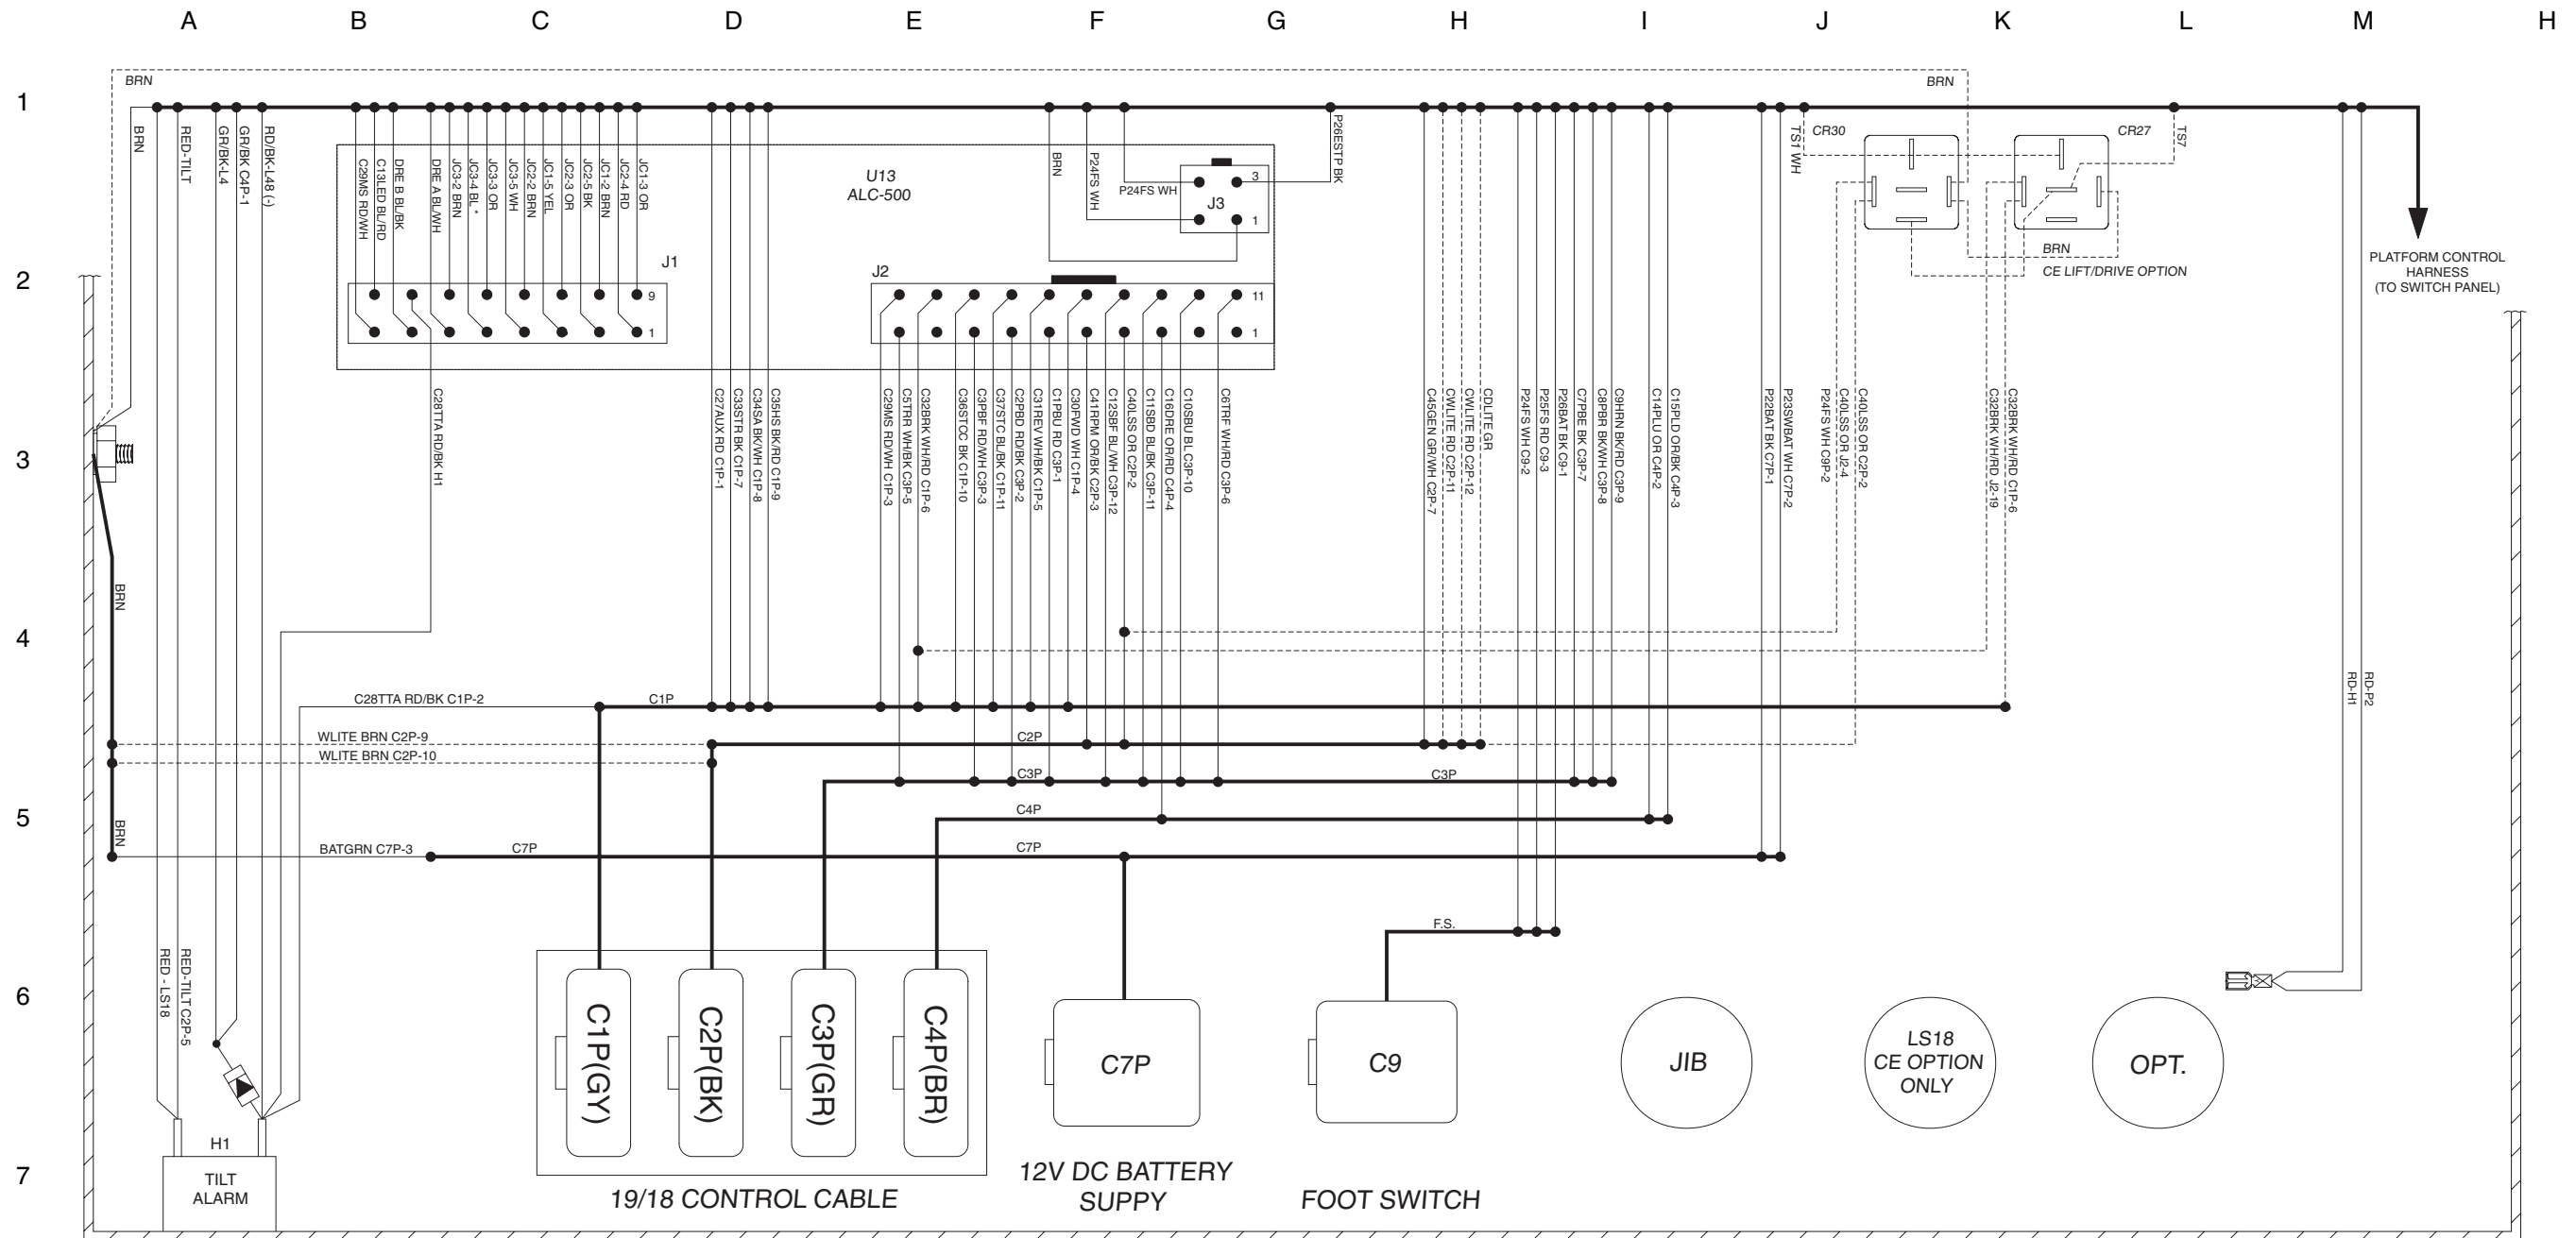 A B C D E F G H I J K L M H
1
2
3
4
5
6
7
BRN
BRN
BRN
RED-TILT
GR/BK-L4
GR/BK C4P-1
RD/BK-L48 (-)
C29MS RD/WH
C13LED BL/RD
DRE B BL/BK
DRE A BL/WH
JC3-2 BRN
JC3-4 BL *
JC3-3 OR
JC3-5 WH
JC2-2 BRN
JC1-5 YEL
JC2-3 OR
JC2-5 BK
JC1-2 BRN
JC2-4 RD
JC1-3 OR
U13
ALC-500
BRN
P24FS WH
P24FS WH
3
J3
1
P26ESTP BK
TS1 WH
CR30
CR27
TS7
BRN
CE LIFT/DRIVE OPTION
PLATFORM CONTROL
HARNESS
(TO SWITCH PANEL)
J1
9
1
J2
11
1
C28TTA RD/BK H1
C27AUX RD C1P-1
C33STR BK C1P-7
C34SA BK/WH C1P-8
C35HS BK/RD C1P-9
C29MS RD/WH C1P-3
C5TR WH/BK C3P-5
C32BRK WH/RD C1P-6
C36STCC BK C1P-10
C3PBF RD/WH C3P-3
C37STC BL/BK C1P-11
C2PBD RD/BK C3P-2
C31REV WH/BK C1P-5
C1PBU RD C3P-1
C30FWD WH C1P-4
C41RPM OR/BK C2P-3
C12SBF BL/WH C3P-12
C40LSS OR C2P-2
C11SBD BL/BK C3P-11
C16DRE OR/RD C4P-4
C10SBU BL C3P-10
C6TRF WH/RD C3P-6
C45GEN GR/WH C2P-7
CWLITE RD C2P-11
CWLITE RD C2P-12
CDLITE GR
P24FS WH C9-2
P25FS RD C9-3
P26BAT BK C9-1
C7PBE BK C3P-7
C8PBR BK/WH C3P-8
C9HRN BK/RD C3P-9
C14PLU OR C4P-2
C15PLD OR/BK C4P-3
P22BAT BK C7P-1
P23SWBAT WH C7P-2
P24FS WH C9P-2
C40LSS OR J2-4
C40LSS OR C2P-2
C32BRK WH/RD J2-19
C32BRK WH/RD C1P-6
BRN
C28TTA RD/BK C1P-2
C1P
RD-H1
RD-P2
WLITE BRN C2P-9
C2P
WLITE BRN C2P-10
C3P
C3P
C4P
BRN
BATGRN C7P-3
C7P
C7P
F.S.
RED - LS18
RED-TILT C2P-5
C1P(GY)
C2P(BK)
C3P(GR)
C4P(BR)
C7P
C9
JIB
LS18
CE OPTION
ONLY
OPT.
H1
TILT
ALARM
19/18 CONTROL CABLE
12V DC BATTERY
SUPPY
FOOT SWITCH